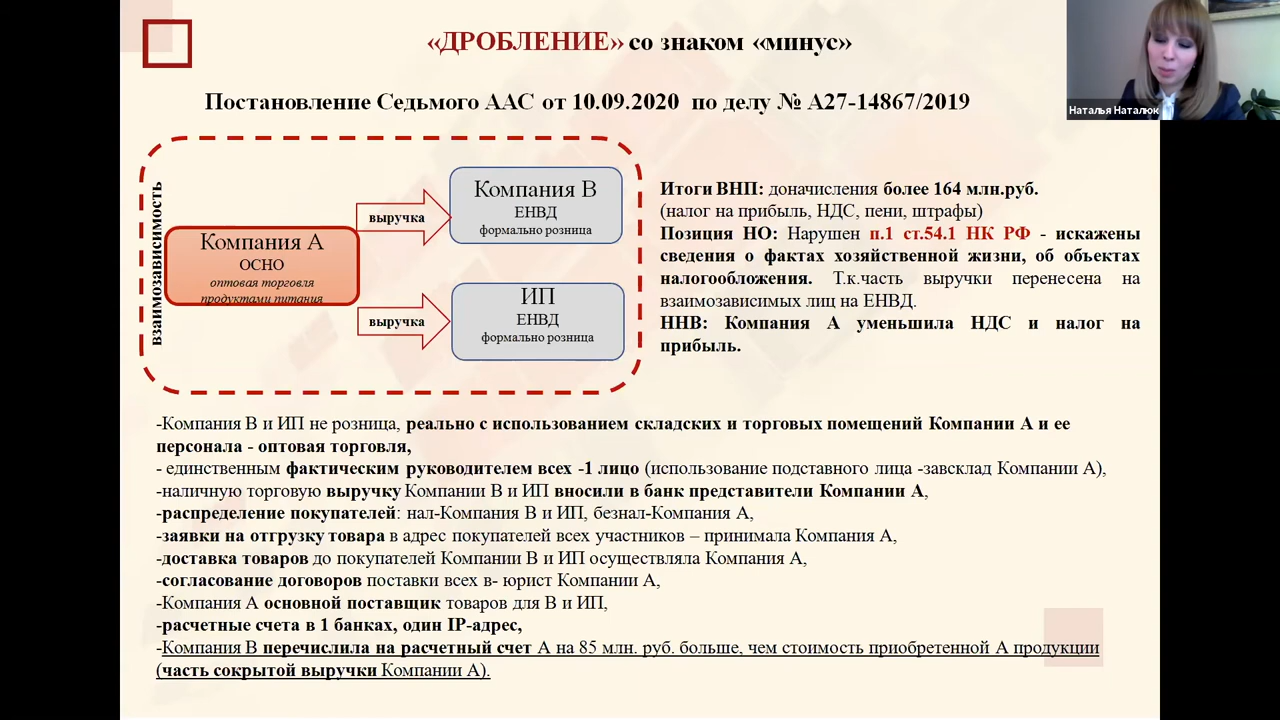 «ДРОБЛЕНИЕ» со знаком «минус»
Наталья Наталюк
Постановление Седьмого ААС от 10.09.2020 по делу № А27-14867/2019
взаимозависимость
Компания А
ОСНО
оптовая торговля
продуктами питания
выручка
Компания В
ЕНВД
формально розница
выручка
ИП
ЕНВД
формально розница
Итоги ВНП: доначисления более 164 млн.руб.
(налог на прибыль, НДС, пени, штрафы)
Позиция НО: Нарушен п.1 ст.54.1 НК РФ - искажены
сведения о фактах хозяйственной жизни, об объектах
налогообложения. Т.к.часть выручки перенесена на
взаимозависимых лиц на ЕНВД.
ННВ: Компания А уменьшила НДС и налог на
прибыль.
-Компания В и ИП не розница, реально с использованием складских и торговых помещений Компании А и ее
персонала - оптовая торговля,
- единственным фактическим руководителем всех -1 лицо (использование подставного лица -завсклад Компании А),
-наличную торговую выручку Компании В и ИП вносили в банк представители Компании А,
-распределение покупателей: нал-Компания В и ИП, безнал-Компания А,
-заявки на отгрузку товара в адрес покупателей всех участников – принимала Компания А,
-доставка товаров до покупателей Компании В и ИП осуществляла Компания А,
-согласование договоров поставки всех в- юрист Компании А,
-Компания А основной поставщик товаров для В и ИП,
-расчетные счета в 1 банках, один IP-адрес,
-Компания В перечислила на расчетный счет А на 85 млн. руб. больше, чем стоимость приобретенной А продукции
(часть сокрытой выручки Компании А).